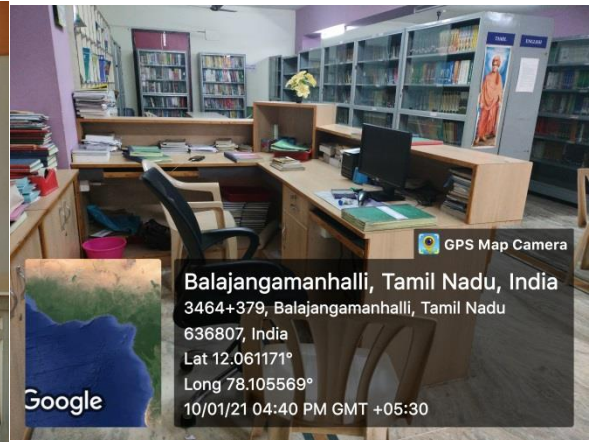 TAMIL
ENGLISH
GPS Map Camera
Balajangamanhalli, Tamil Nadu, India
3464+379, Balajangamanhalli, Tamil Nadu
636807, India
Lat 12.061171°
Long 78.105569°
10/01/21 04:40 PM GMT +05:30
Google